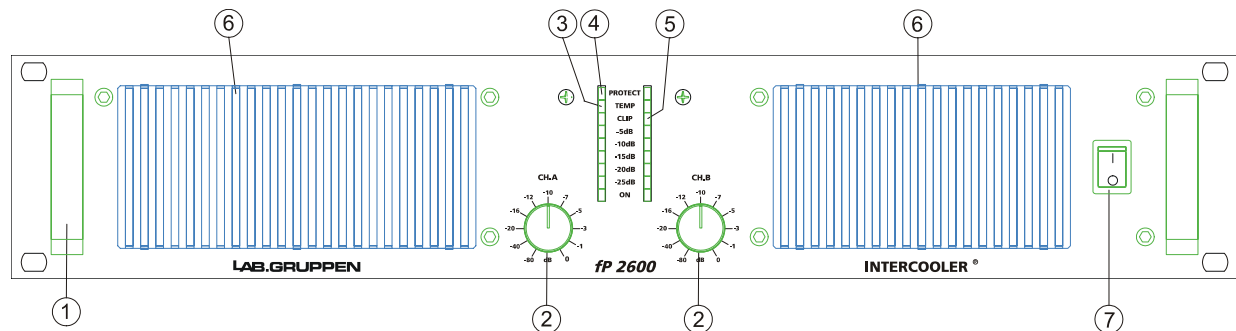 6
3
4
5
6
PROTECT
TEMP
CLIP
-5dB
-10dB
-15dB
-20dB
-25dB
ON
CH.A
-10
-12
-7
-16
-5
-20
-3
-40
-1
-80
dB
0
CH.B
-10
-12
-7
-16
-5
-20
-3
-40
-1
-80
dB
0
I
O
LAB.GRUPPEN
fP 2600
INTERCOOLER ®
1
2
2
7